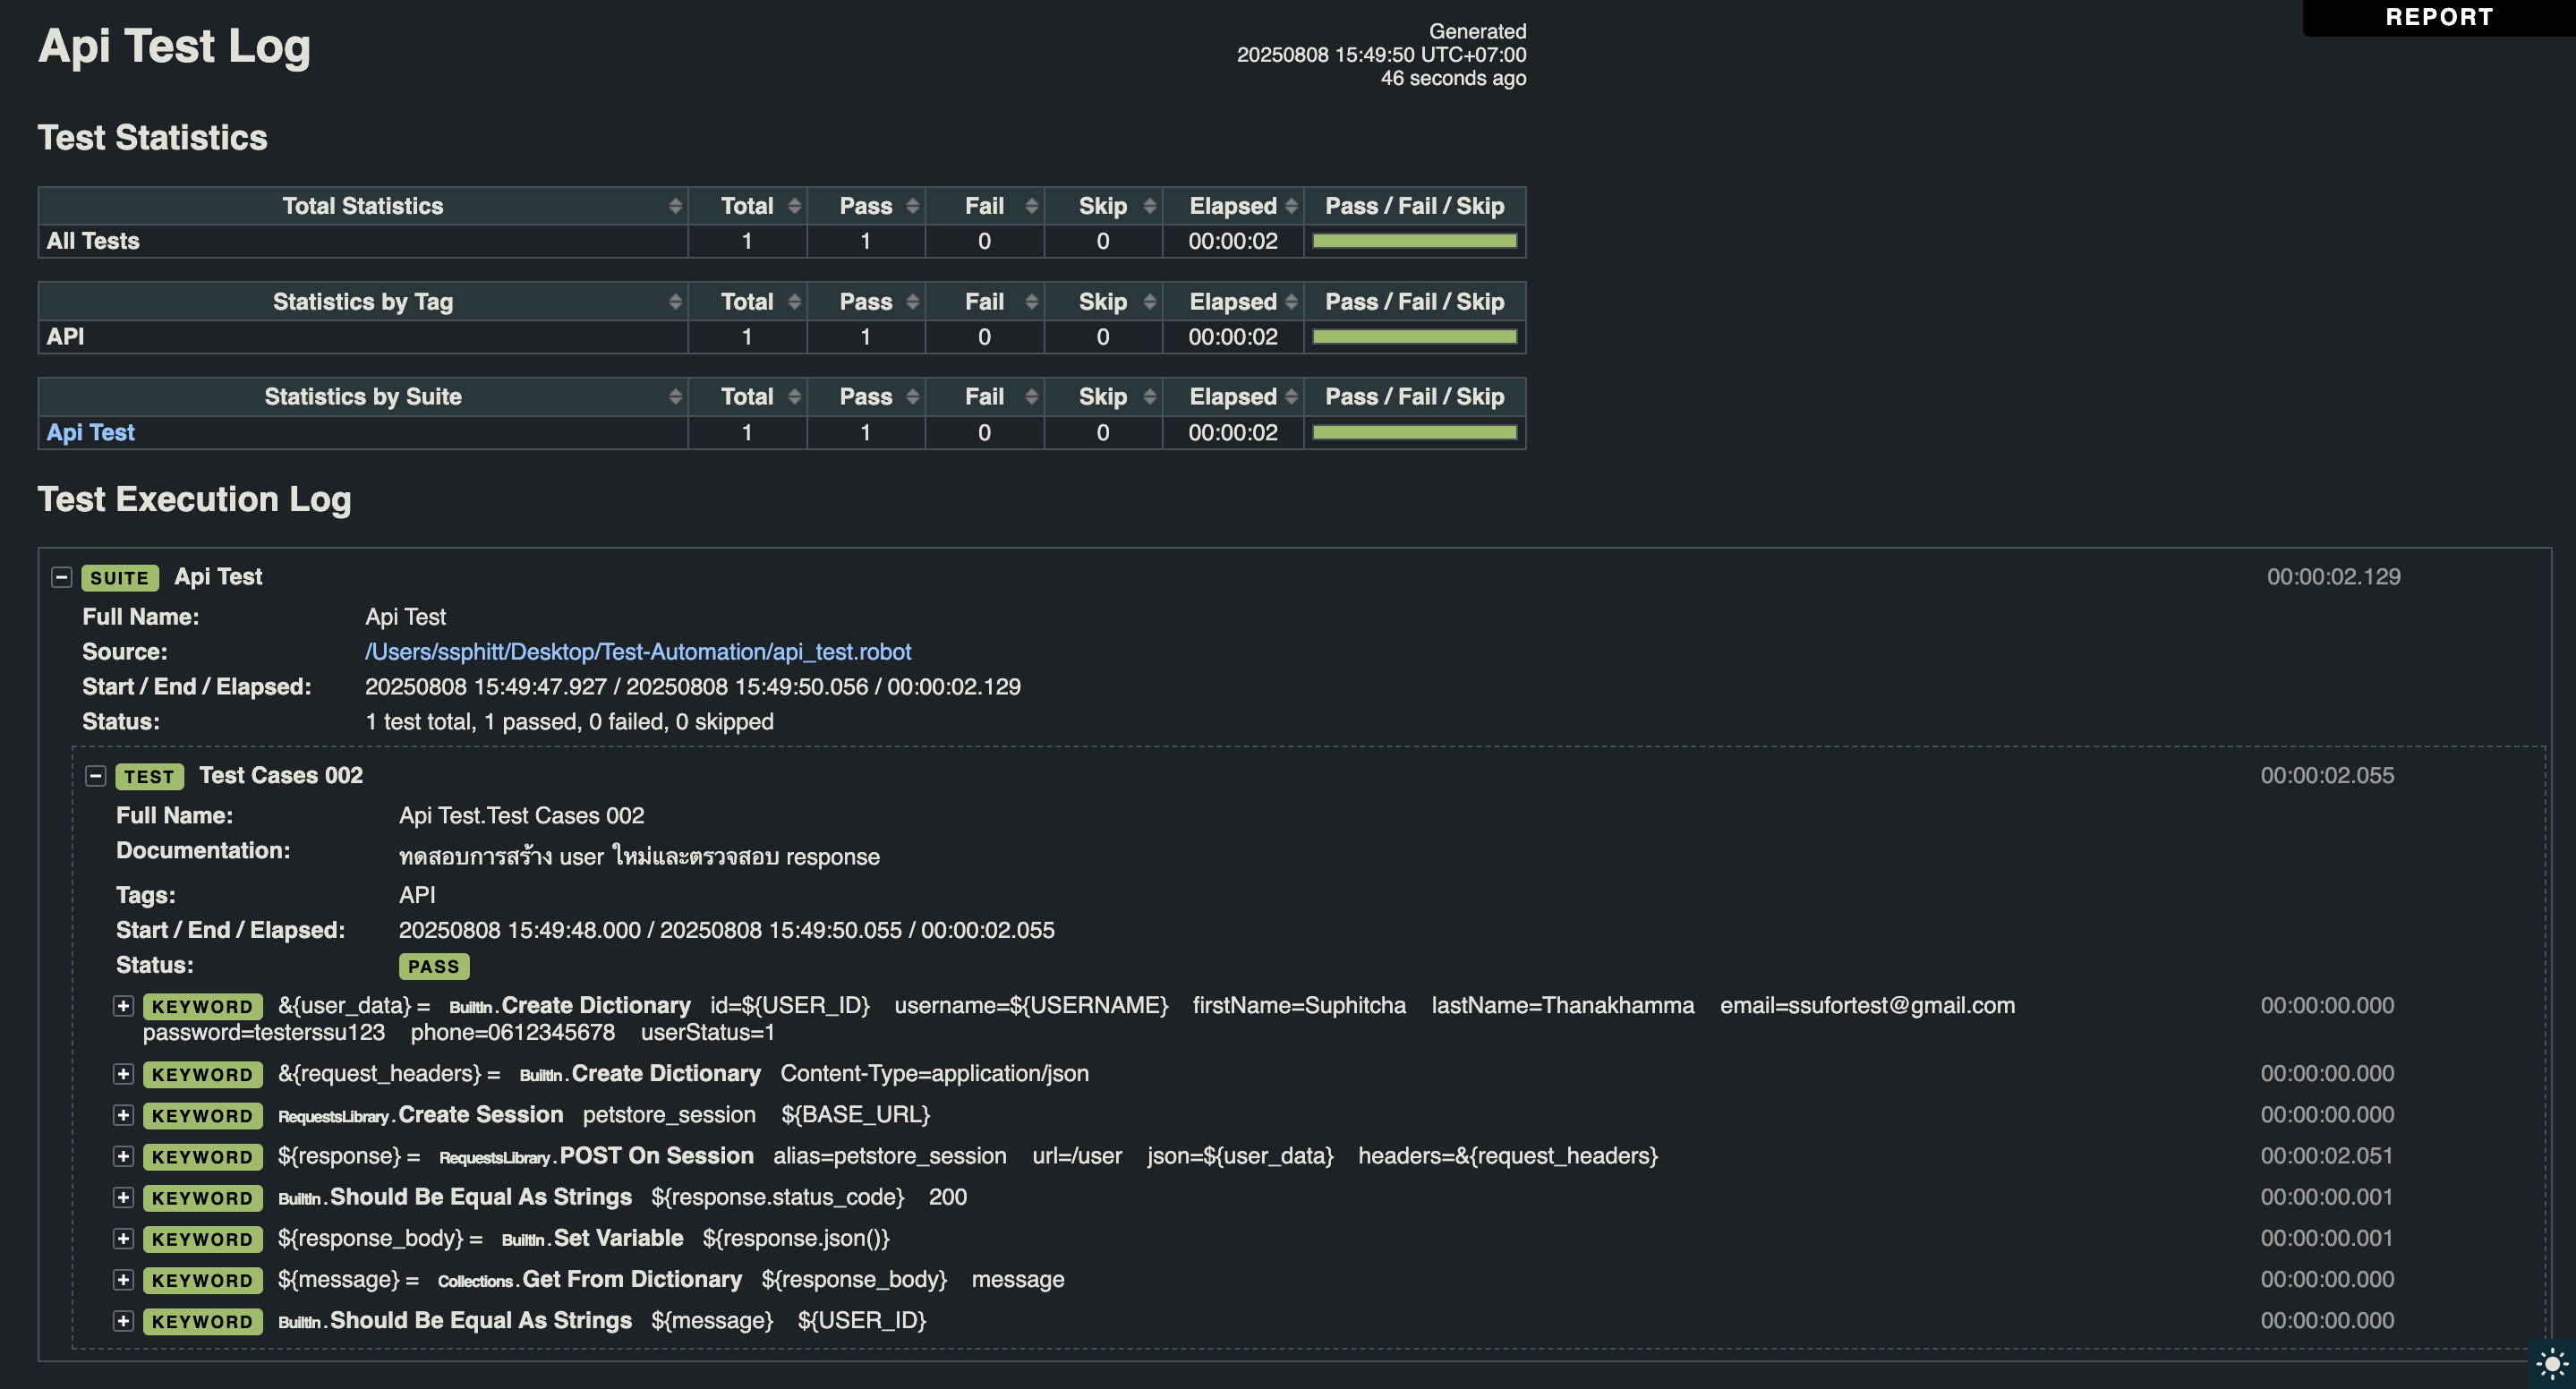 REPORT
Api Test Log
Generated
20250808 15:49:50 UTC+07:00
46 seconds ago
Test Statistics
Total Statistics Total Pass Fail Skip Elapsed Pass / Fail / Skip
All Tests 1 1 0 0 00:00:02
Statistics by Tag Total Pass Fail Skip Elapsed Pass / Fail / Skip
API 1 1 0 0 00:00:02
Statistics by Suite Total Pass Fail Skip Elapsed Pass / Fail / Skip
Api Test 1 1 0 0 00:00:02
Test Execution Log
SUITE Api Test 00:00:02.129
Full Name: Api Test
Source: /Users/ssphitt/Desktop/Test-Automation/api_test.robot
Start / End / Elapsed: 20250808 15:49:47.927 / 20250808 15:49:50.056 / 00:00:02.129
Status: 1 test total, 1 passed, 0 failed, 0 skipped
TEST Test Cases 002 00:00:02.055
Full Name: Api Test.Test Cases 002
Documentation: ทดสอบการสร้าง user ใหม่และตรวจสอบ response
Tags: API
Start / End / Elapsed: 20250808 15:49:48.000 / 20250808 15:49:50.055 / 00:00:02.055
Status: PASS
KEYWORD &{user_data} = BuiltIn.Create Dictionary id=${USER_ID} username=${USERNAME} firstName=Suphitcha lastName=Thanakhamma email=ssufortest@gmail.com 00:00:00.000
password=testerssu123 phone=0612345678 userStatus=1
KEYWORD &{request_headers} = BuiltIn.Create Dictionary Content-Type=application/json 00:00:00.000
KEYWORD RequestsLibrary.Create Session petstore_session ${BASE_URL} 00:00:00.000
KEYWORD ${response} = RequestsLibrary.POST On Session alias=petstore_session url=/user json=${user_data} headers=&{request_headers} 00:00:02.051
KEYWORD BuiltIn.Should Be Equal As Strings ${response.status_code} 200 00:00:00.001
KEYWORD ${response_body} = BuiltIn.Set Variable ${response.json()} 00:00:00.001
KEYWORD ${message} = Collections.Get From Dictionary ${response_body} message 00:00:00.000
KEYWORD BuiltIn.Should Be Equal As Strings ${message} ${USER_ID} 00:00:00.000